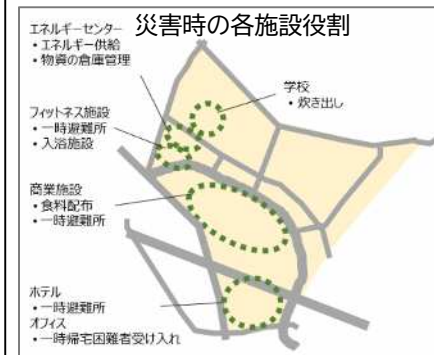 災害時の各施設役割
エネルギーセンター
・エネルギー供給
・物資の倉庫管理
学校
・炊き出し
フィットネス施設
・一時避難所
・入浴施設
商業施設
・食料配布
・一時避難所
ホテル
・一時避難所
オフィス
・一時帰宅困難者受け入れ